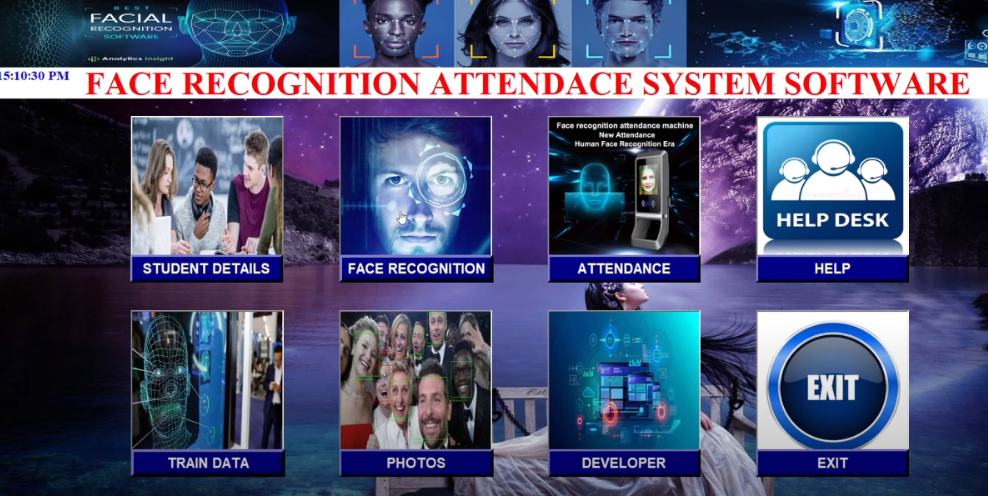 BEST
FACIAL
RECOGNITION
SOFTWARE
Analytics Insight
15:10:30 PM
FACE RECOGNITION ATTENDACE SYSTEM SOFTWARE
Face recognition attendance machine
New Attendance
Human Face Recognition Era
HELP DESK
STUDENT DETAILS
FACE RECOGNITION
ATTENDANCE
HELP
EXIT
TRAIN DATA
PHOTOS
DEVELOPER
EXIT